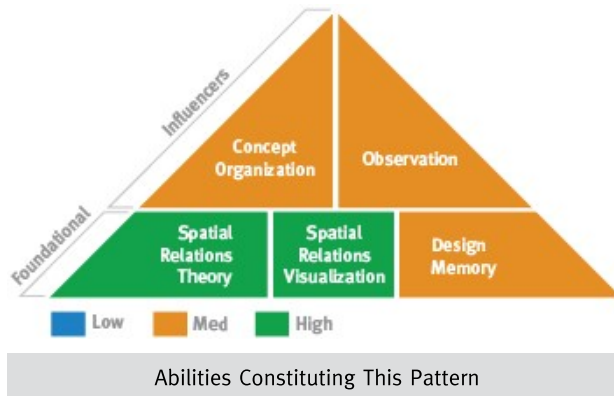 Influencers
Concept
Organization
Observation
Foundational
Spatial
Relations
Theory
Spatial
Relations
Visualization
Design
Memory
Low
Med
High
Abilities Constituting This Pattern